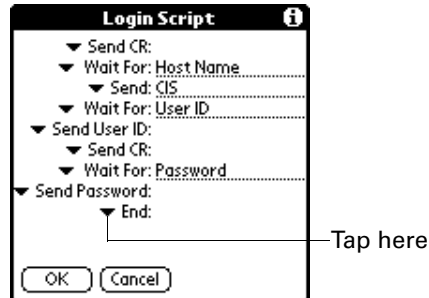 Login Script i
Send CR:
Wait For: Host Name
Send: CIS
Wait For: User ID
Send User ID:
Send CR:
Wait For: Password
Send Password:
End:
Tap here
OK Cancel